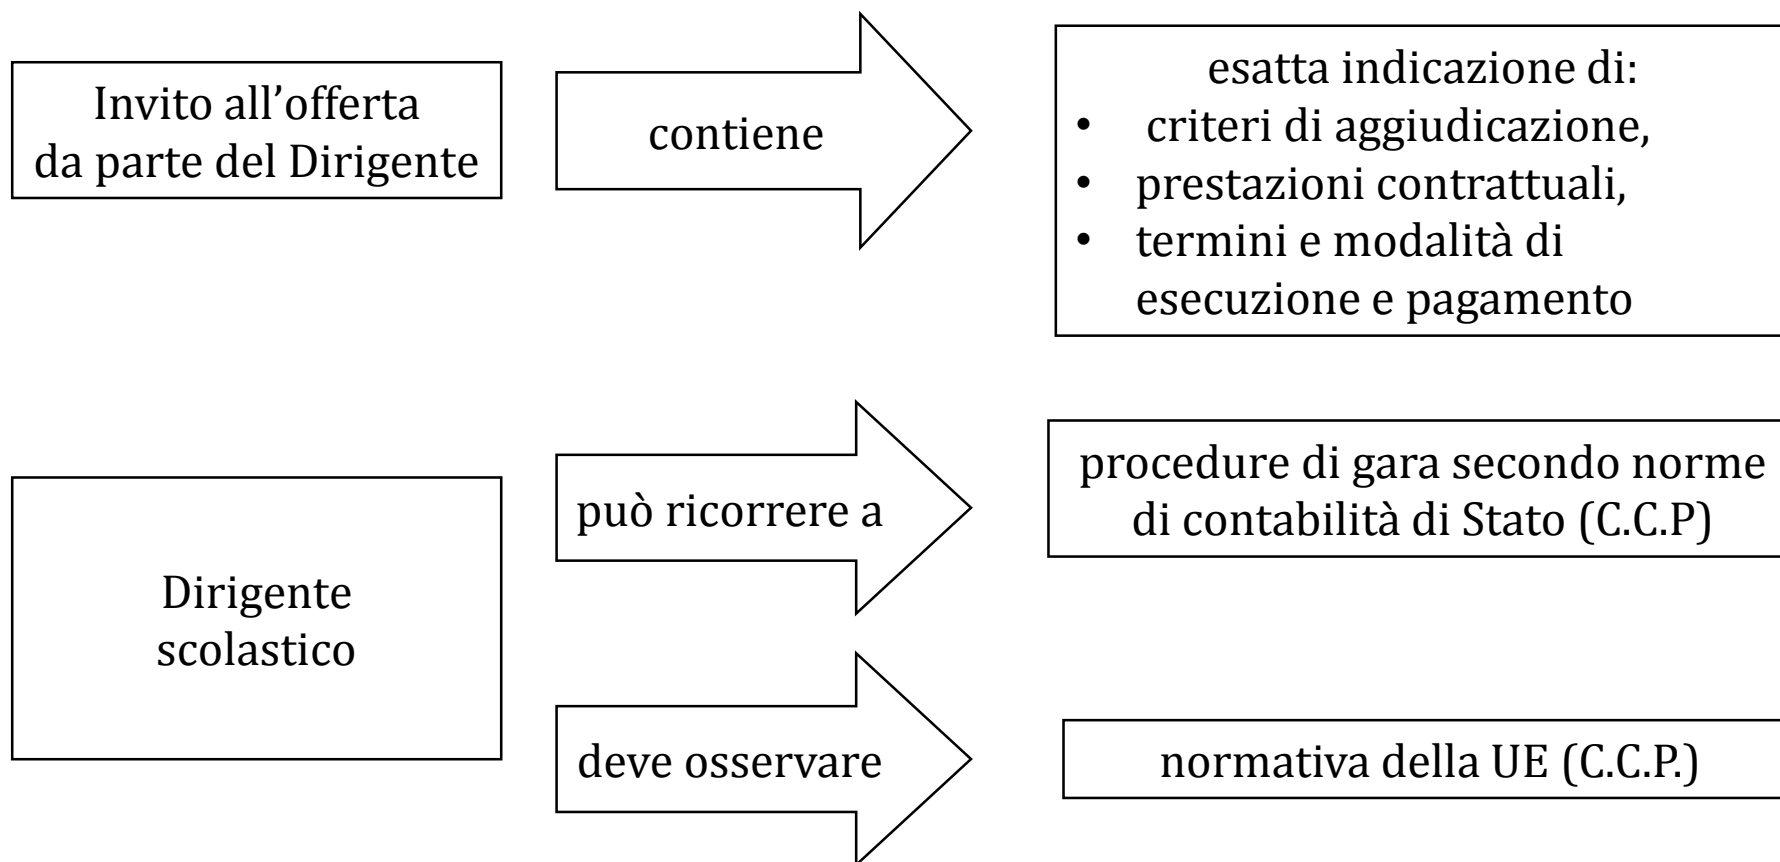 Invito all’offerta
da parte del Dirigente
contiene
esatta indicazione di:
• criteri di aggiudicazione,
• prestazioni contrattuali,
• termini e modalità di
esecuzione e pagamento
Dirigente
scolastico
può ricorrere a
procedure di gara secondo norme
di contabilità di Stato (C.C.P)
deve osservare
normativa della UE (C.C.P.)